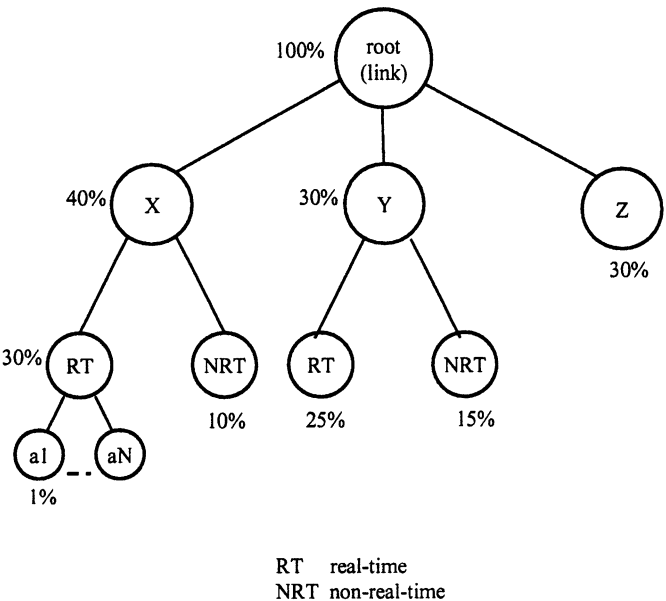 100%
root
(link)
40%
X
30%
Y
Z
30%
30%
RT
NRT
RT
NRT
10%
25%
15%
a1
aN
1%
RT real-time
NRT non-real-time